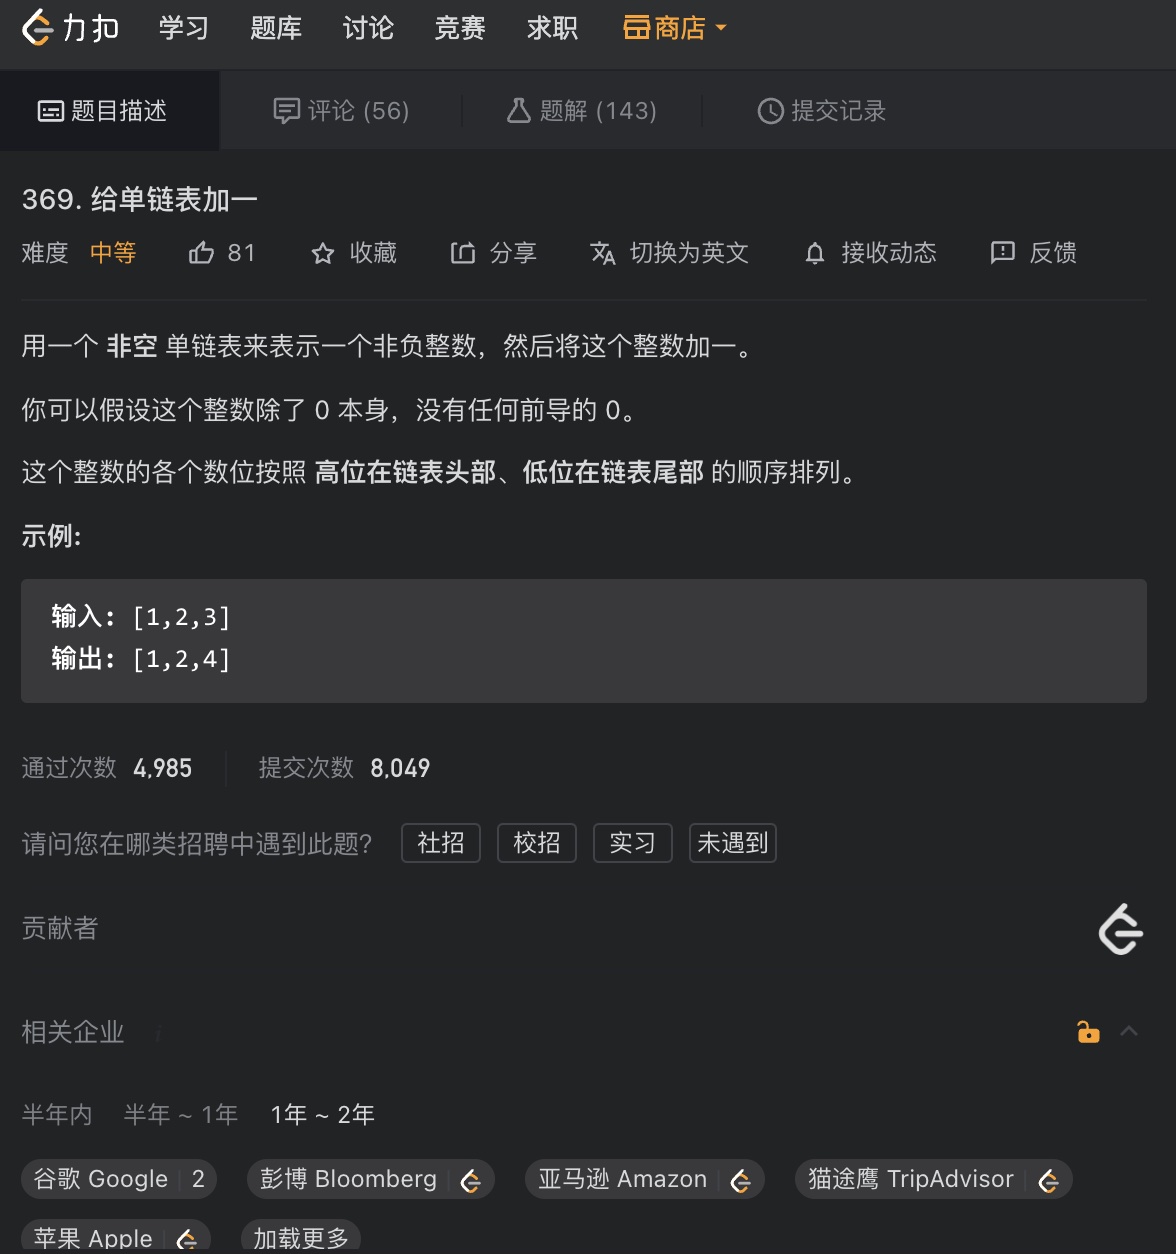 力扣 学习 题库 讨论 竞赛 求职 商店
题目描述 评论 (56) 题解 (143) 提交记录
369. 给单链表加一
难度 中等 81 收藏 分享 切换为英文 接收动态 反馈
用一个 非空 单链表来表示一个非负整数，然后将这个整数加一。
你可以假设这个整数除了 0 本身，没有任何前导的 0。
这个整数的各个数位按照 高位在链表头部、低位在链表尾部 的顺序排列。
示例:
输入: [1,2,3]
输出: [1,2,4]
通过次数 4,985 提交次数 8,049
请问您在哪类招聘中遇到此题? 社招 校招 实习 未遇到
贡献者
相关企业 i
半年内 半年 ~ 1年 1年 ~ 2年
谷歌 Google 2 彭博 Bloomberg 亚马逊 Amazon 猫途鹰 TripAdvisor
苹果 Apple 加载更多